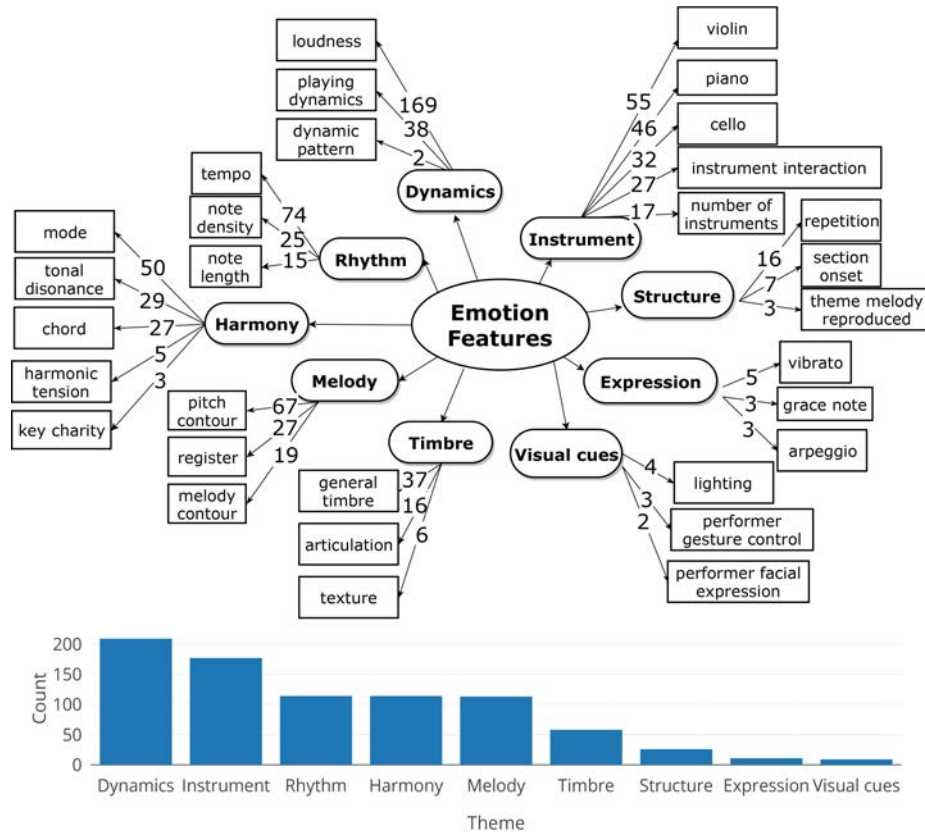 Emotion
Features
Dynamics
169
loudness
38
playing
dynamics
2
dynamic
pattern
Instrument
55
violin
46
piano
32
cello
27
instrument interaction
17
number of
instruments
Rhythm
74
tempo
25
note
density
15
note
length
Structure
16
repetition
7
section
onset
3
theme melody
reproduced
Harmony
50
mode
29
tonal
disonance
27
chord
5
harmonic
tension
3
key charity
Expression
5
vibrato
3
grace note
3
arpeggio
Melody
67
pitch
contour
27
register
19
melody
contour
Timbre
37
general
timbre
16
articulation
6
texture
Visual cues
4
lighting
3
performer
gesture control
2
performer facial
expression
Count
200
150
100
50
0
Dynamics Instrument Rhythm Harmony Melody Timbre Structure Expression Visual cues
Theme